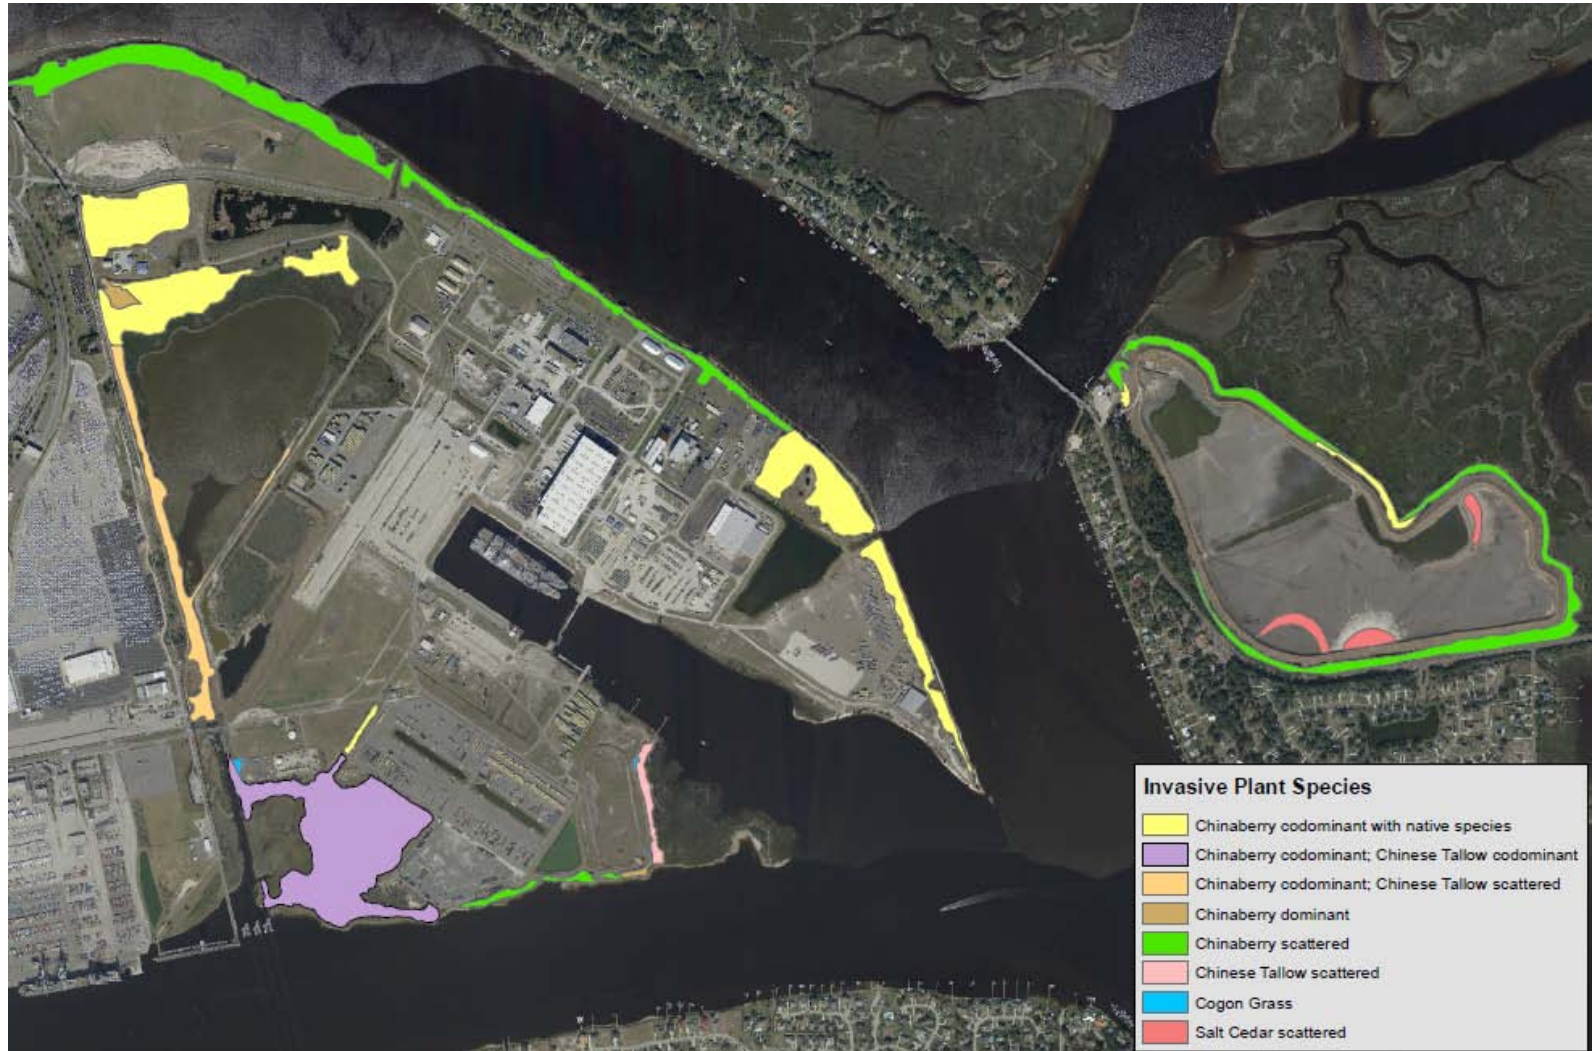 Invasive Plant Species
Chinaberry codominant with native species
Chinaberry codominant; Chinese Tallow codominant
Chinaberry codominant; Chinese Tallow scattered
Chinaberry dominant
Chinaberry scattered
Chinese Tallow scattered
Cogon Grass
Salt Cedar scattered